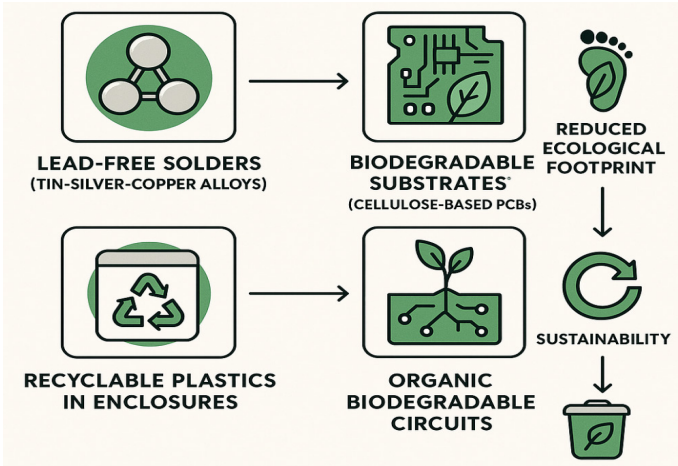 LEAD-FREE SOLDERS
(TIN-SILVER-COPPER ALLOYS)
BIODEGRADABLE
SUBSTRATES°
(CELLULOSE-BASED PCBs)
REDUCED
ECOLOGICAL
FOOTPRINT
RECYCLABLE PLASTICS
IN ENCLOSURES
ORGANIC
BIODEGRADABLE
CIRCUITS
SUSTAINABILITY